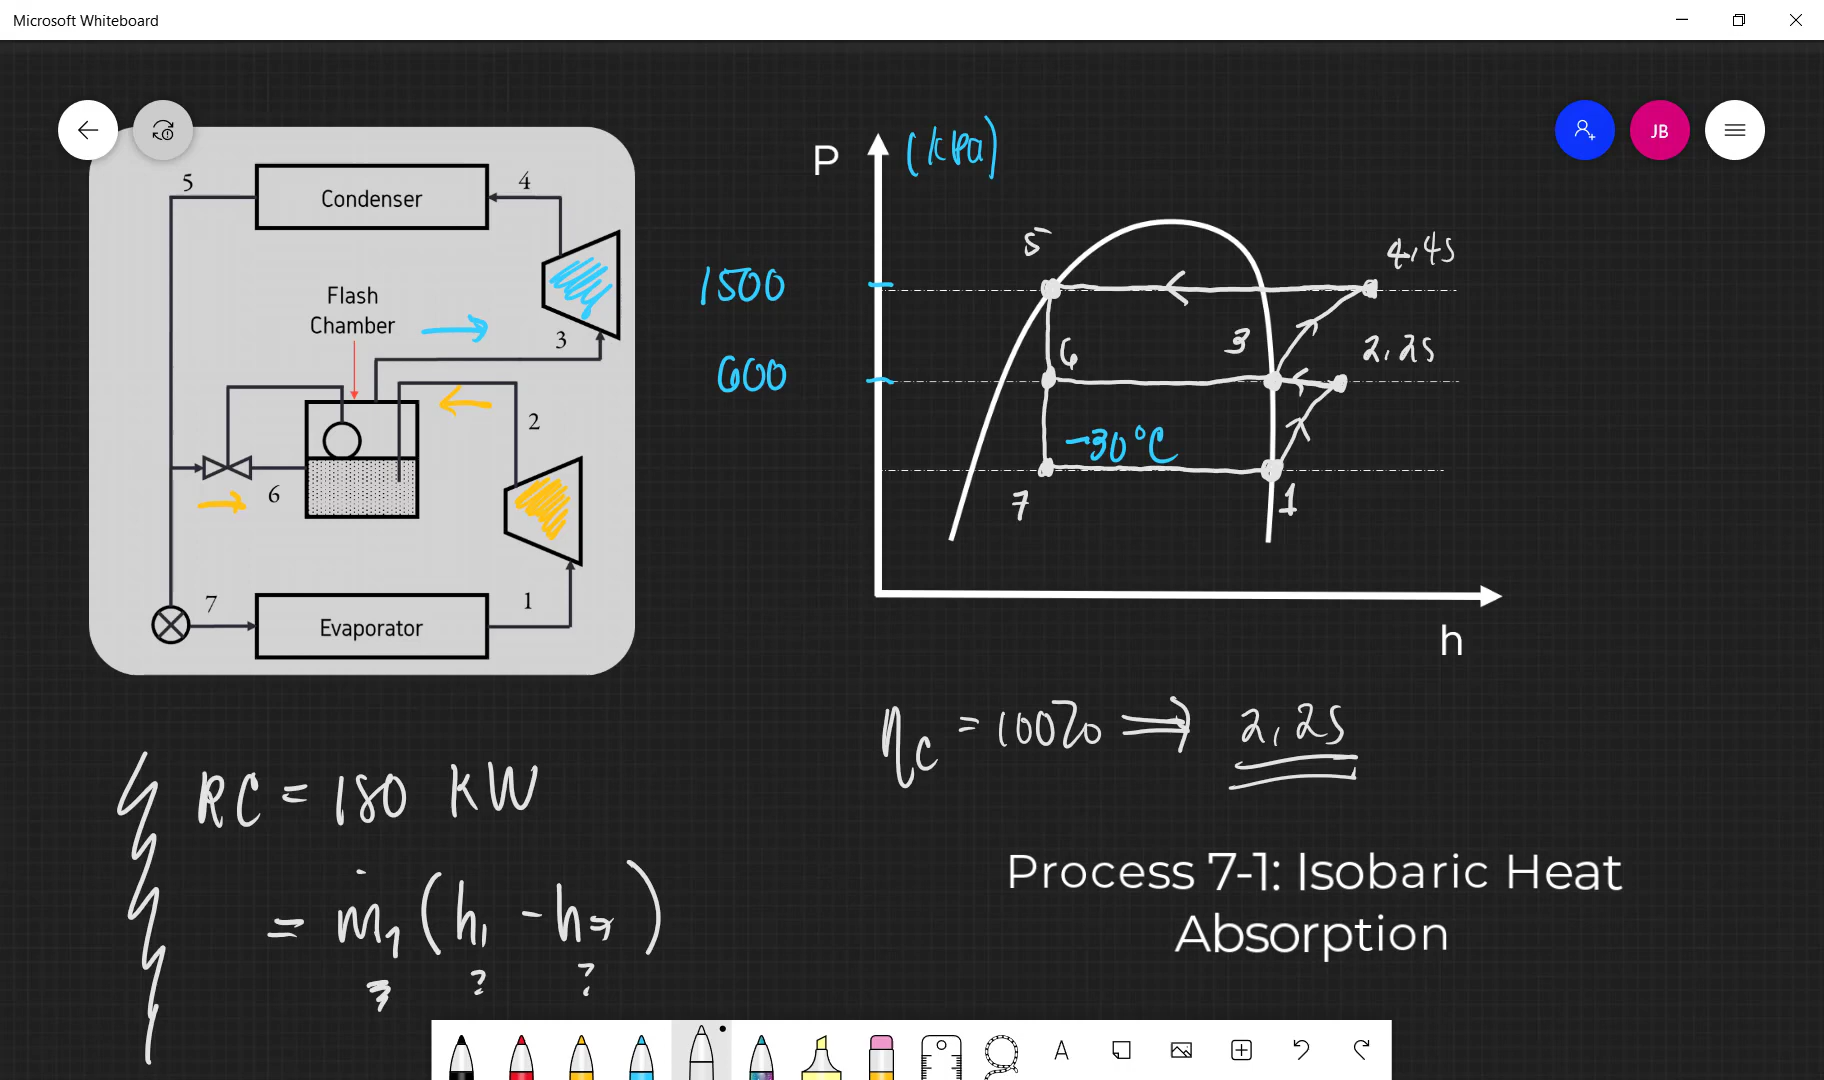 Microsoft Whiteboard
JB
5
Condenser
4
Flash
Chamber
3
2
6
7
Evaporator
1
P
(kPa)
1500
600
5
4,4s
6
3
2,2s
-30°C
7
1
h
ηc = 100% ⇒ 2,2s
RC = 180 kW
= ṁ1 (h1 - h7)
? ?
Process 7-1: Isobaric Heat
Absorption
A